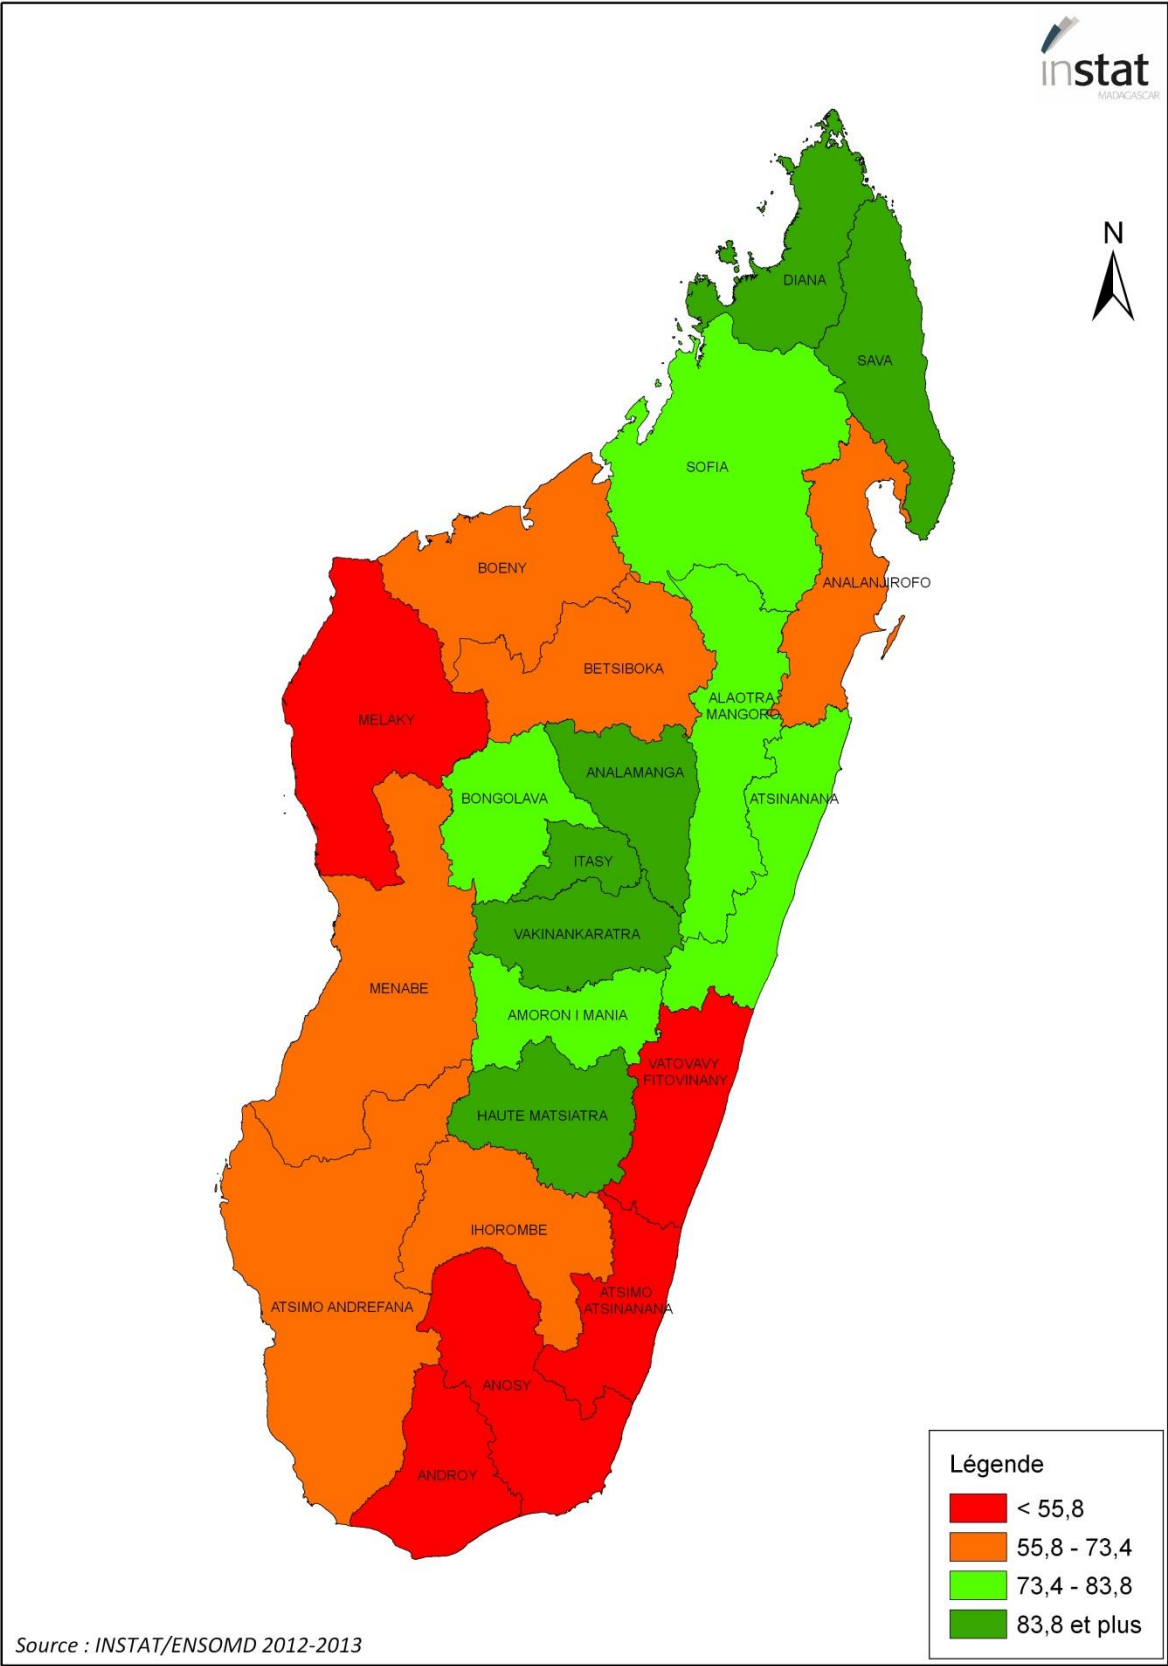 instat
MADAGASCAR
N
DIANA
SAVA
SOFIA
BOENY
ANALANJIROFO
BETSIBOKA
ALAOTRA
MANGORO
MELAKY
ANALAMANGA
BONGOLAVA
ATSINANANA
ITASY
VAKINANKARATRA
MENABE
AMORON I MANIA
VATOVAVY
FITOVINANY
HAUTE MATSIATRA
IHOROMBE
ATSIMO
ATSINANANA
ATSIMO ANDREFANA
ANOSY
ANDROY
Légende
< 55,8
55,8 - 73,4
73,4 - 83,8
83,8 et plus
Source : INSTAT/ENSOMD 2012-2013